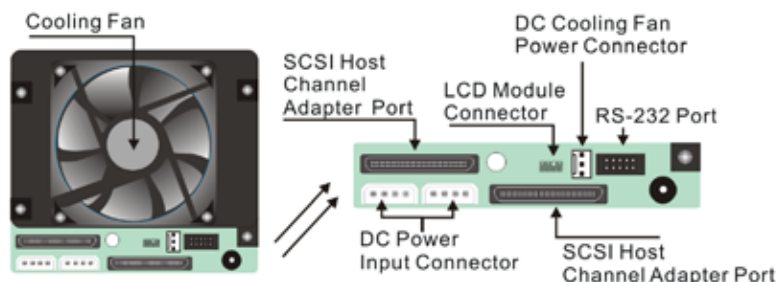 Cooling Fan
SCSI Host
Channel
Adapter Port
LCD Module
Connector
DC Cooling Fan
Power Connector
RS-232 Port
DC Power
Input Connector
SCSI Host
Channel Adapter Port